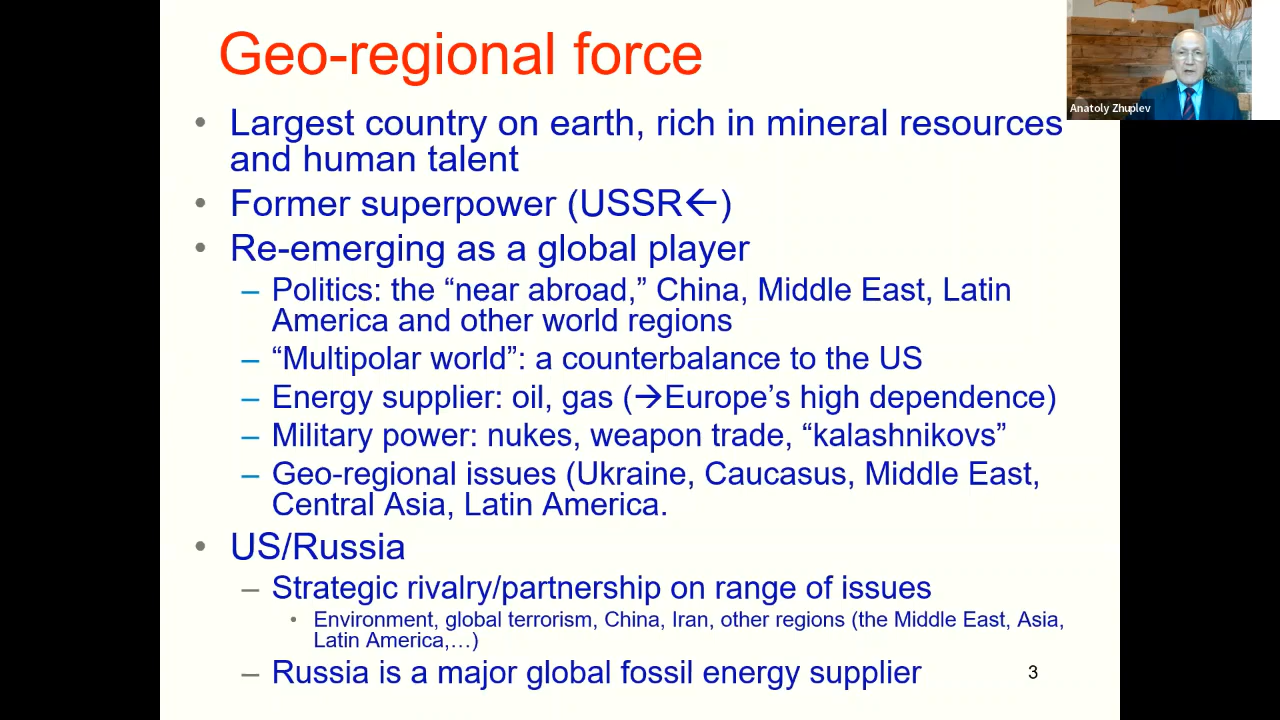 Geo-regional force
Anatoly Zhuplev
• Largest country on earth, rich in mineral resources
and human talent
• Former superpower (USSR←)
• Re-emerging as a global player
– Politics: the “near abroad,” China, Middle East, Latin
America and other world regions
– “Multipolar world”: a counterbalance to the US
– Energy supplier: oil, gas (→Europe’s high dependence)
– Military power: nukes, weapon trade, “kalashnikovs”
– Geo-regional issues (Ukraine, Caucasus, Middle East,
Central Asia, Latin America.
• US/Russia
– Strategic rivalry/partnership on range of issues
• Environment, global terrorism, China, Iran, other regions (the Middle East, Asia,
Latin America,…)
– Russia is a major global fossil energy supplier
3